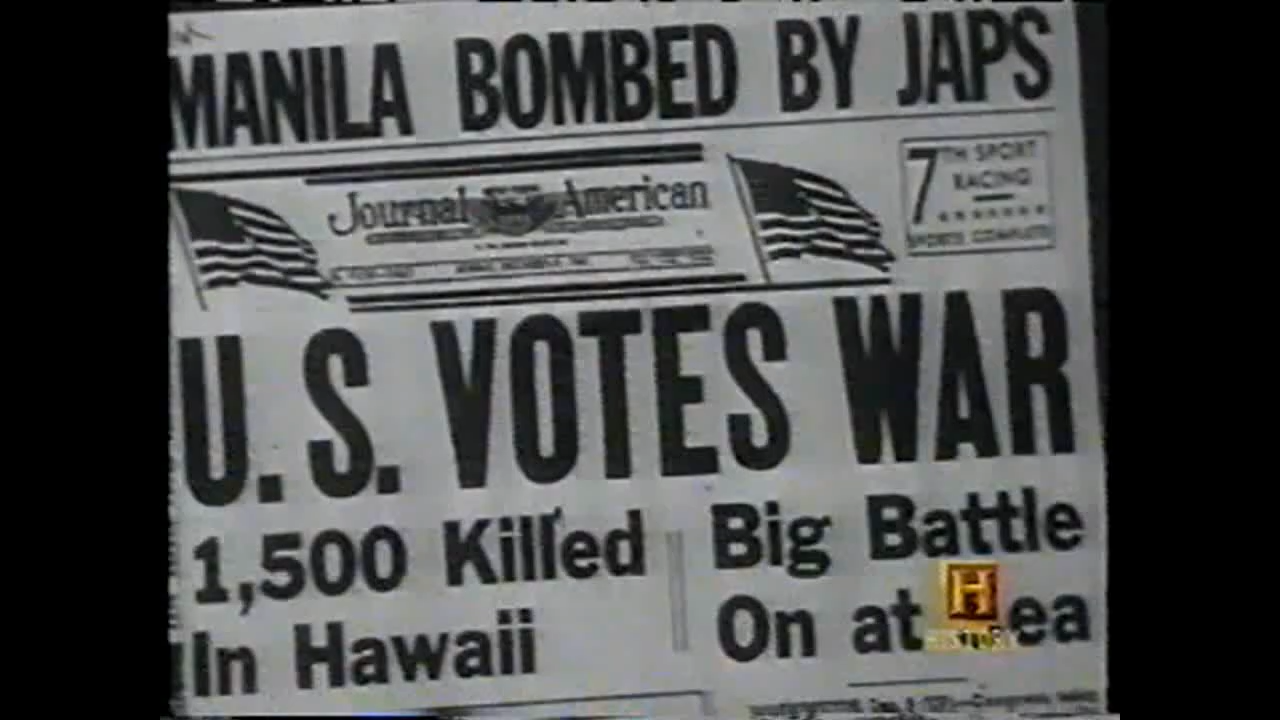 MANILA BOMBED BY JAPS
Journal American
7TH SPORT
RACING
SPORTS COMPLETE
U. S. VOTES WAR
1,500 Killed
In Hawaii
Big Battle
On at Sea
H
HISTORY